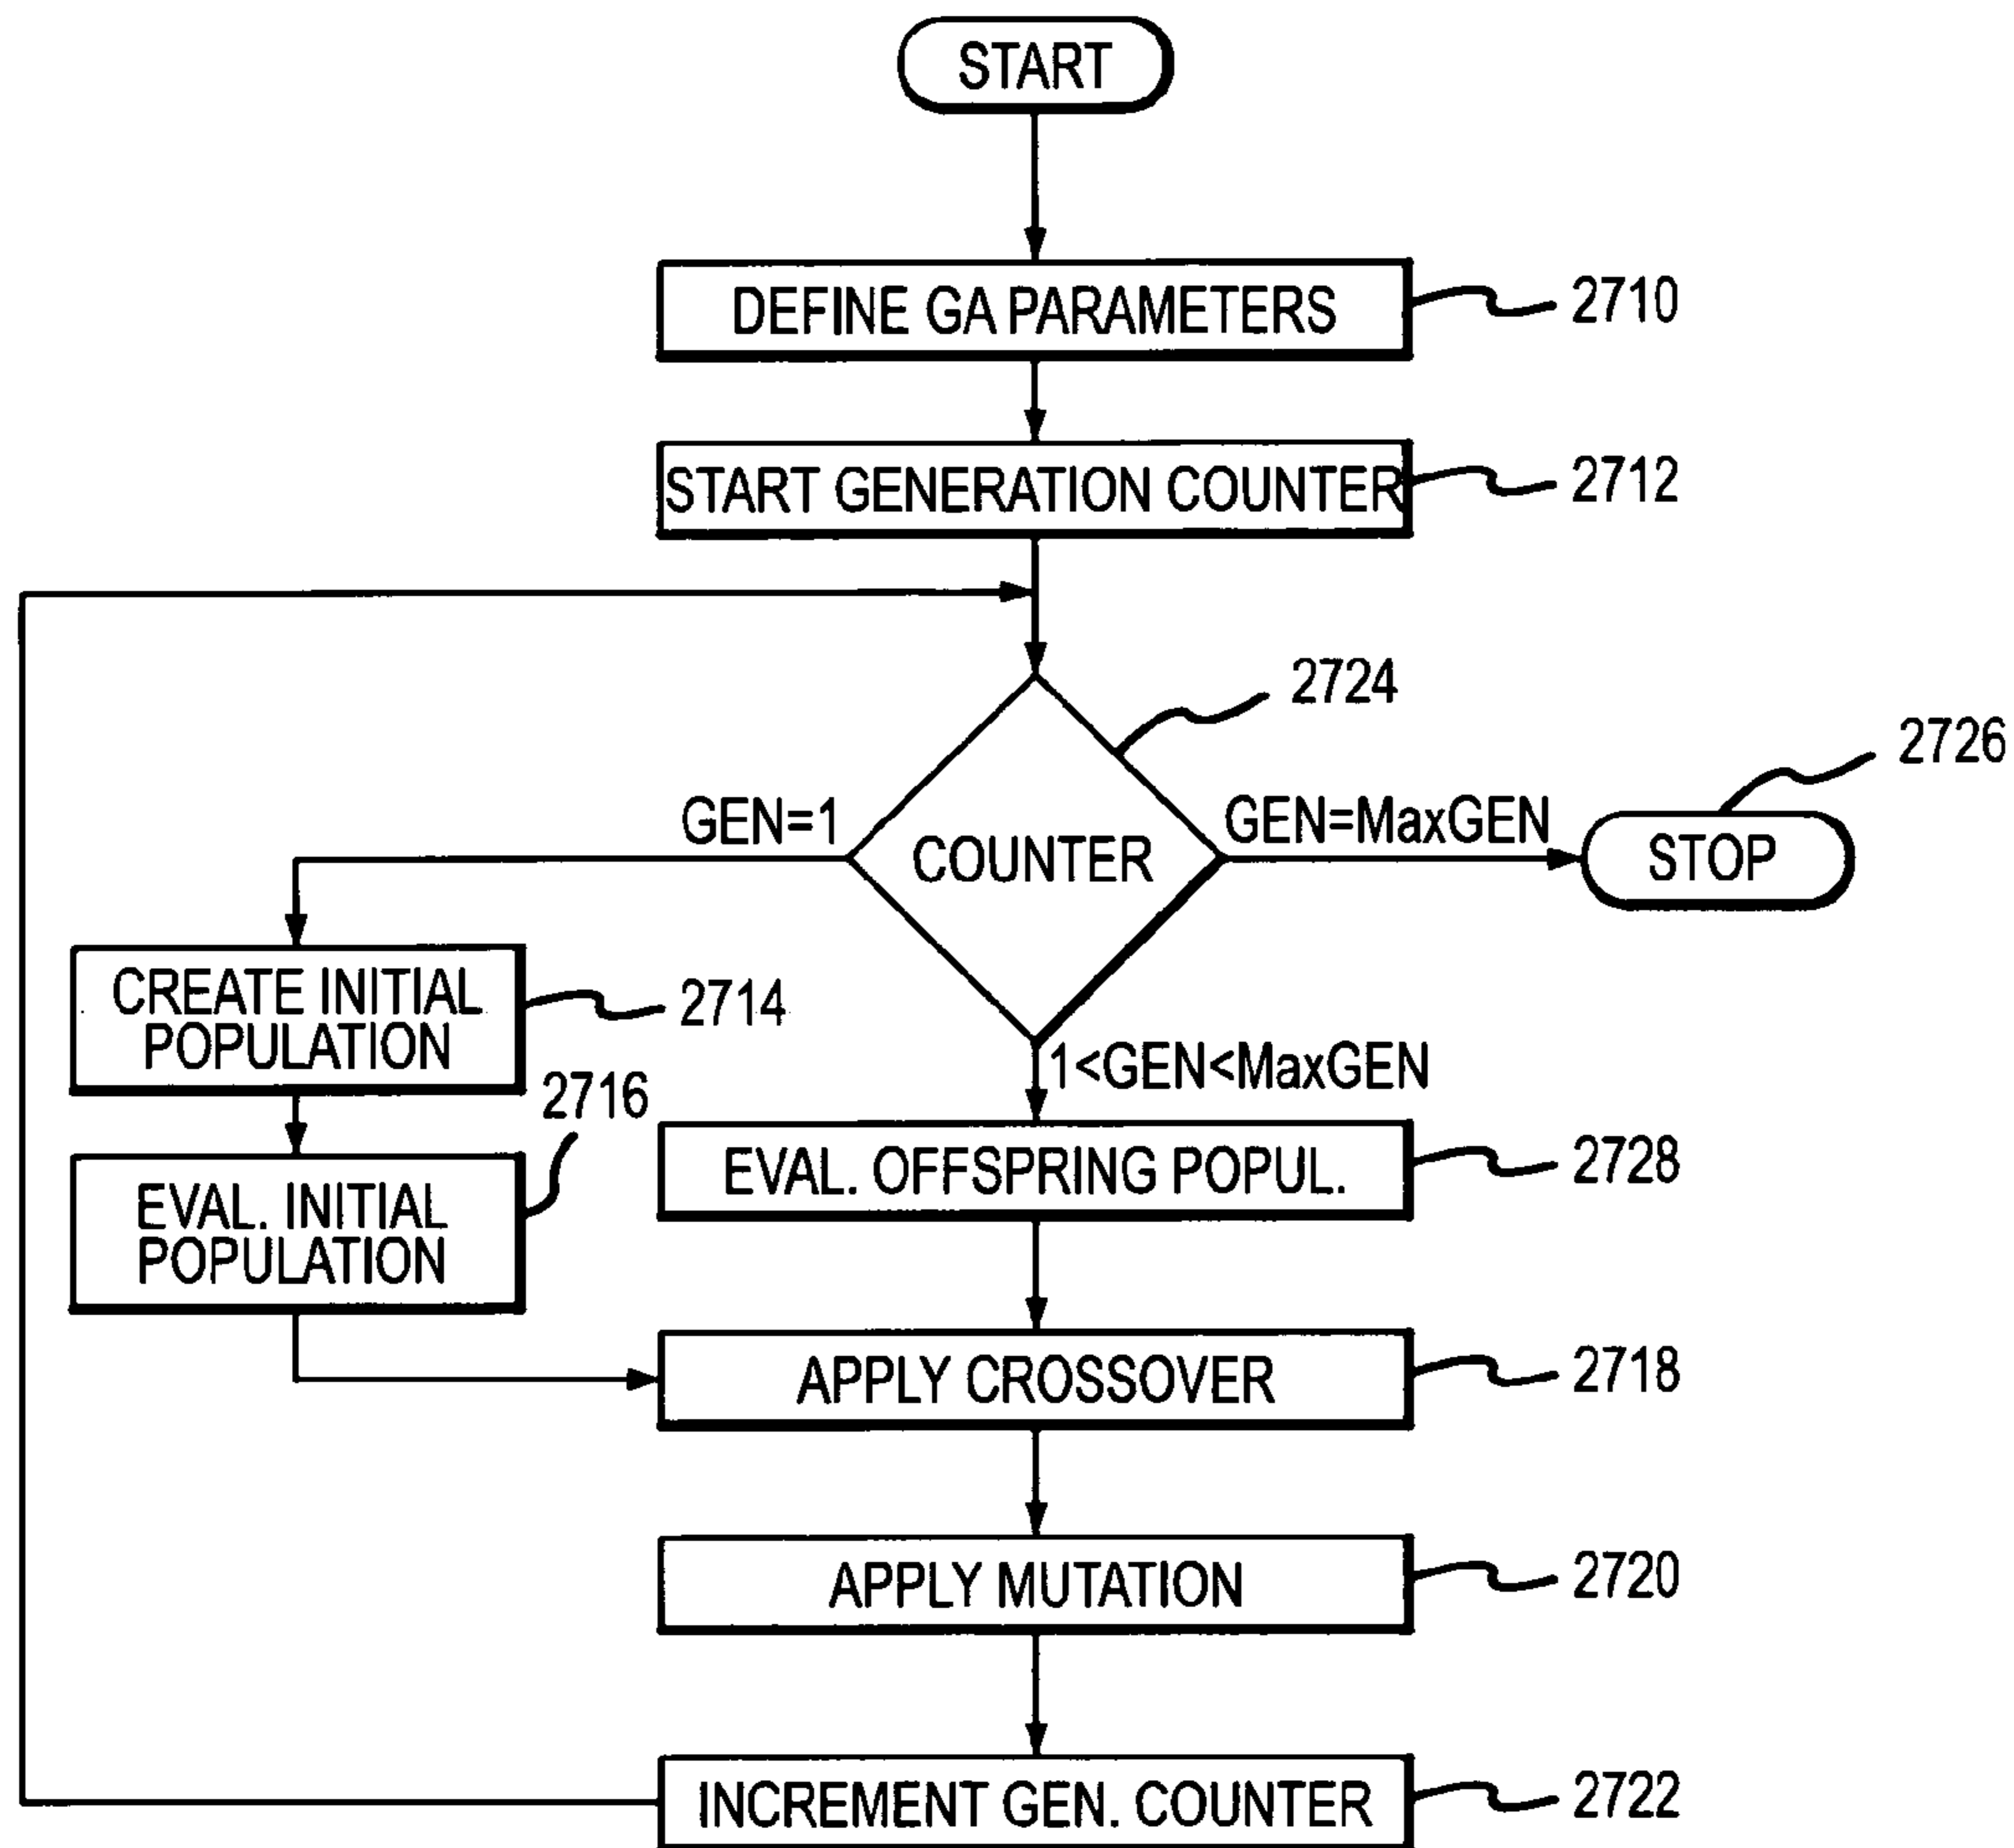 START
DEFINE GA PARAMETERS
2710
START GENERATION COUNTER
2712
2724
2726
GEN=1
COUNTER
GEN=MaxGEN
STOP
CREATE INITIAL
POPULATION
2714
1<GEN<MaxGEN
2716
EVAL. INITIAL
POPULATION
EVAL. OFFSPRING POPUL.
2728
APPLY CROSSOVER
2718
APPLY MUTATION
2720
INCREMENT GEN. COUNTER
2722